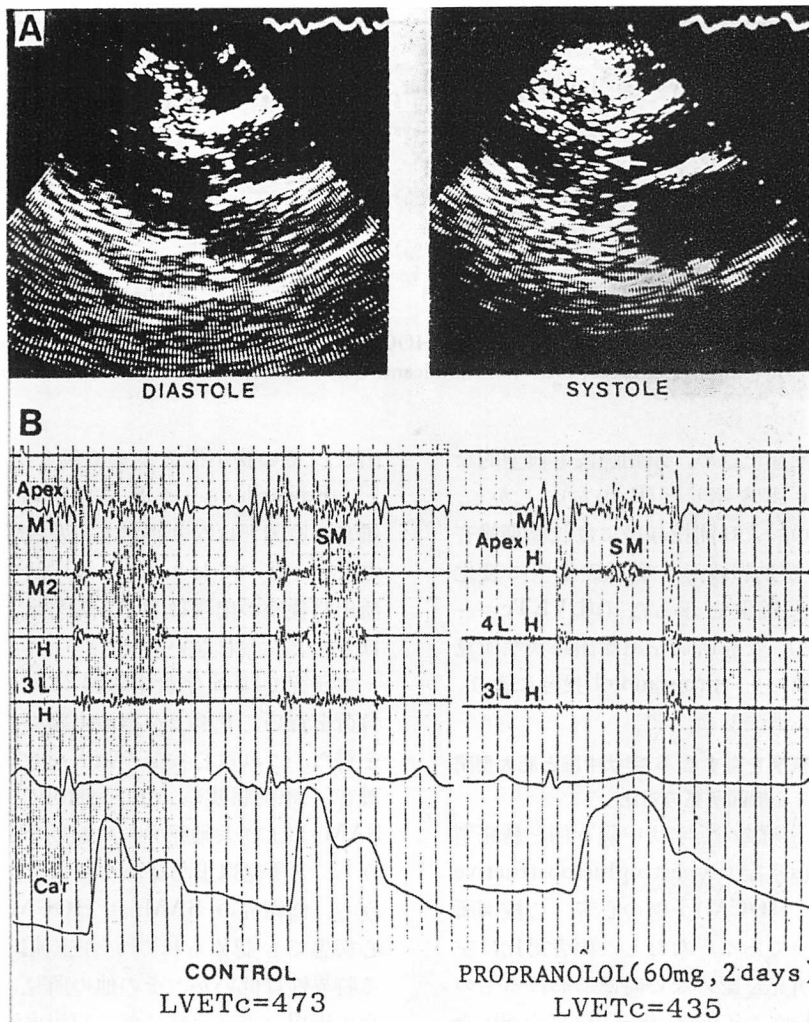 A
DIASTOLE
SYSTOLE
B
Apex
M1
SM
M2
H
3L
H
Car
CONTROL
LVETc=473
M1
Apex
H
SM
4L H
3L H
PROPRANOLOL(60mg, 2days)
LVETc=435